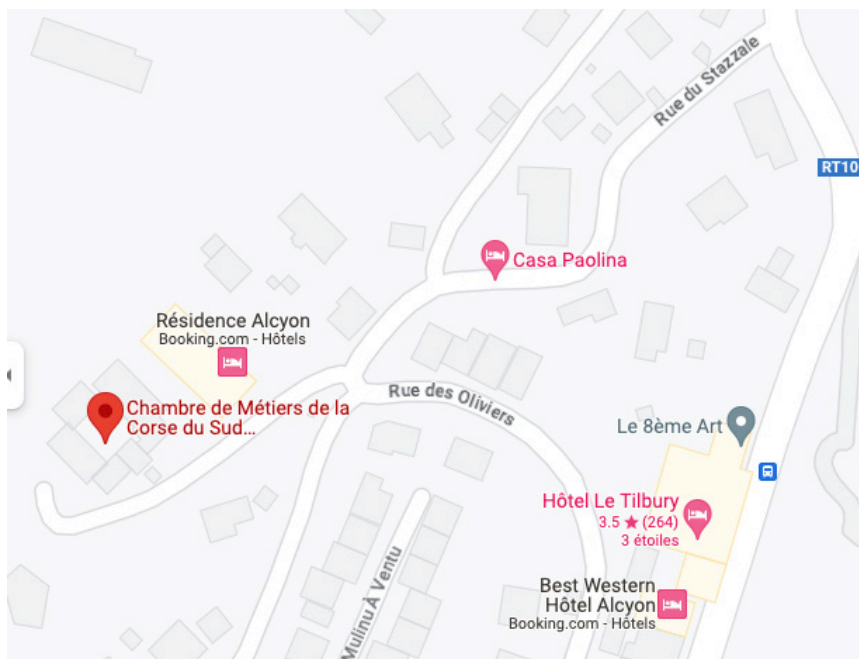 Rue du Stazzale
RT10
Casa Paolina
Résidence Alcyon
Booking.com - Hôtels
Rue des Oliviers
Chambre de Métiers de la
Corse du Sud...
Le 8ème Art
Hôtel Le Tilbury
3.5 ★ (264)
3 étoiles
Mulinu À Ventu
Best Western
Hôtel Alcyon
Booking.com - Hôtels